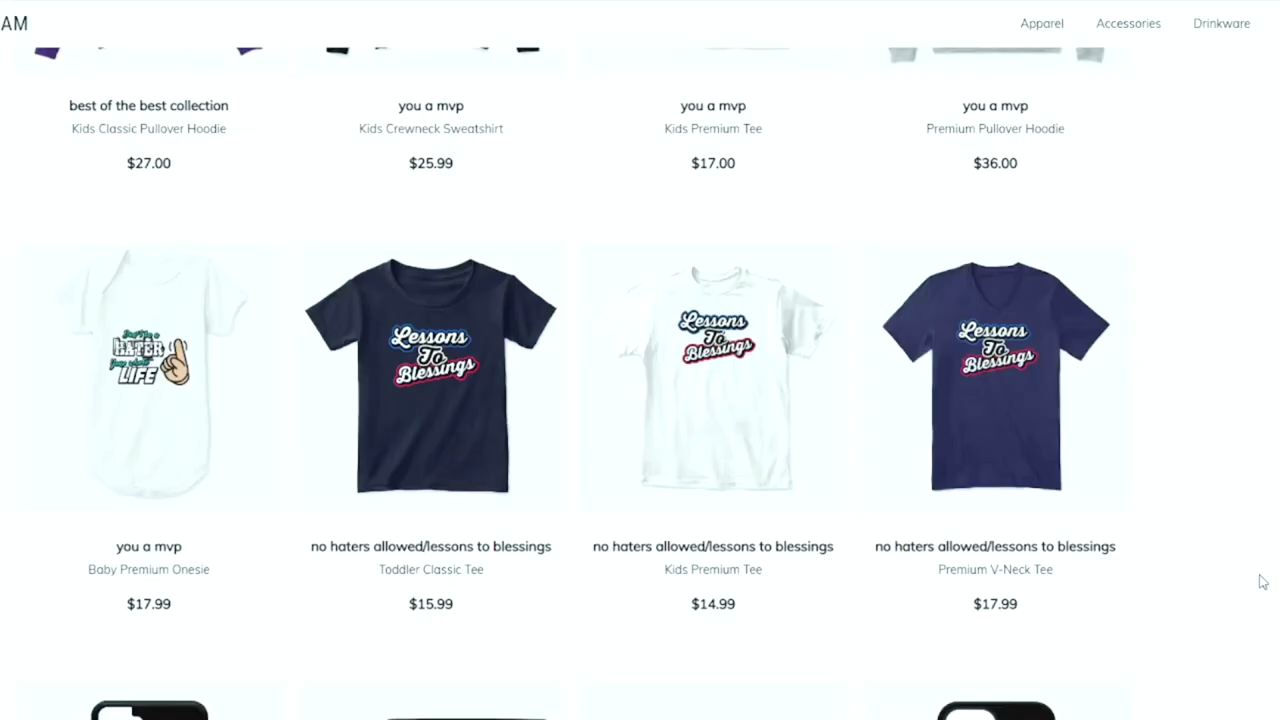 AM
Apparel Accessories Drinkware
best of the best collection
Kids Classic Pullover Hoodie
$27.00
you a mvp
Kids Crewneck Sweatshirt
$25.99
you a mvp
Kids Premium Tee
$17.00
you a mvp
Premium Pullover Hoodie
$36.00
HATER
LIFE
you a mvp
Baby Premium Onesie
$17.99
Lessons
To
Blessings
no haters allowed/lessons to blessings
Toddler Classic Tee
$15.99
Lessons
To
Blessings
no haters allowed/lessons to blessings
Kids Premium Tee
$14.99
Lessons
To
Blessings
no haters allowed/lessons to blessings
Premium V-Neck Tee
$17.99